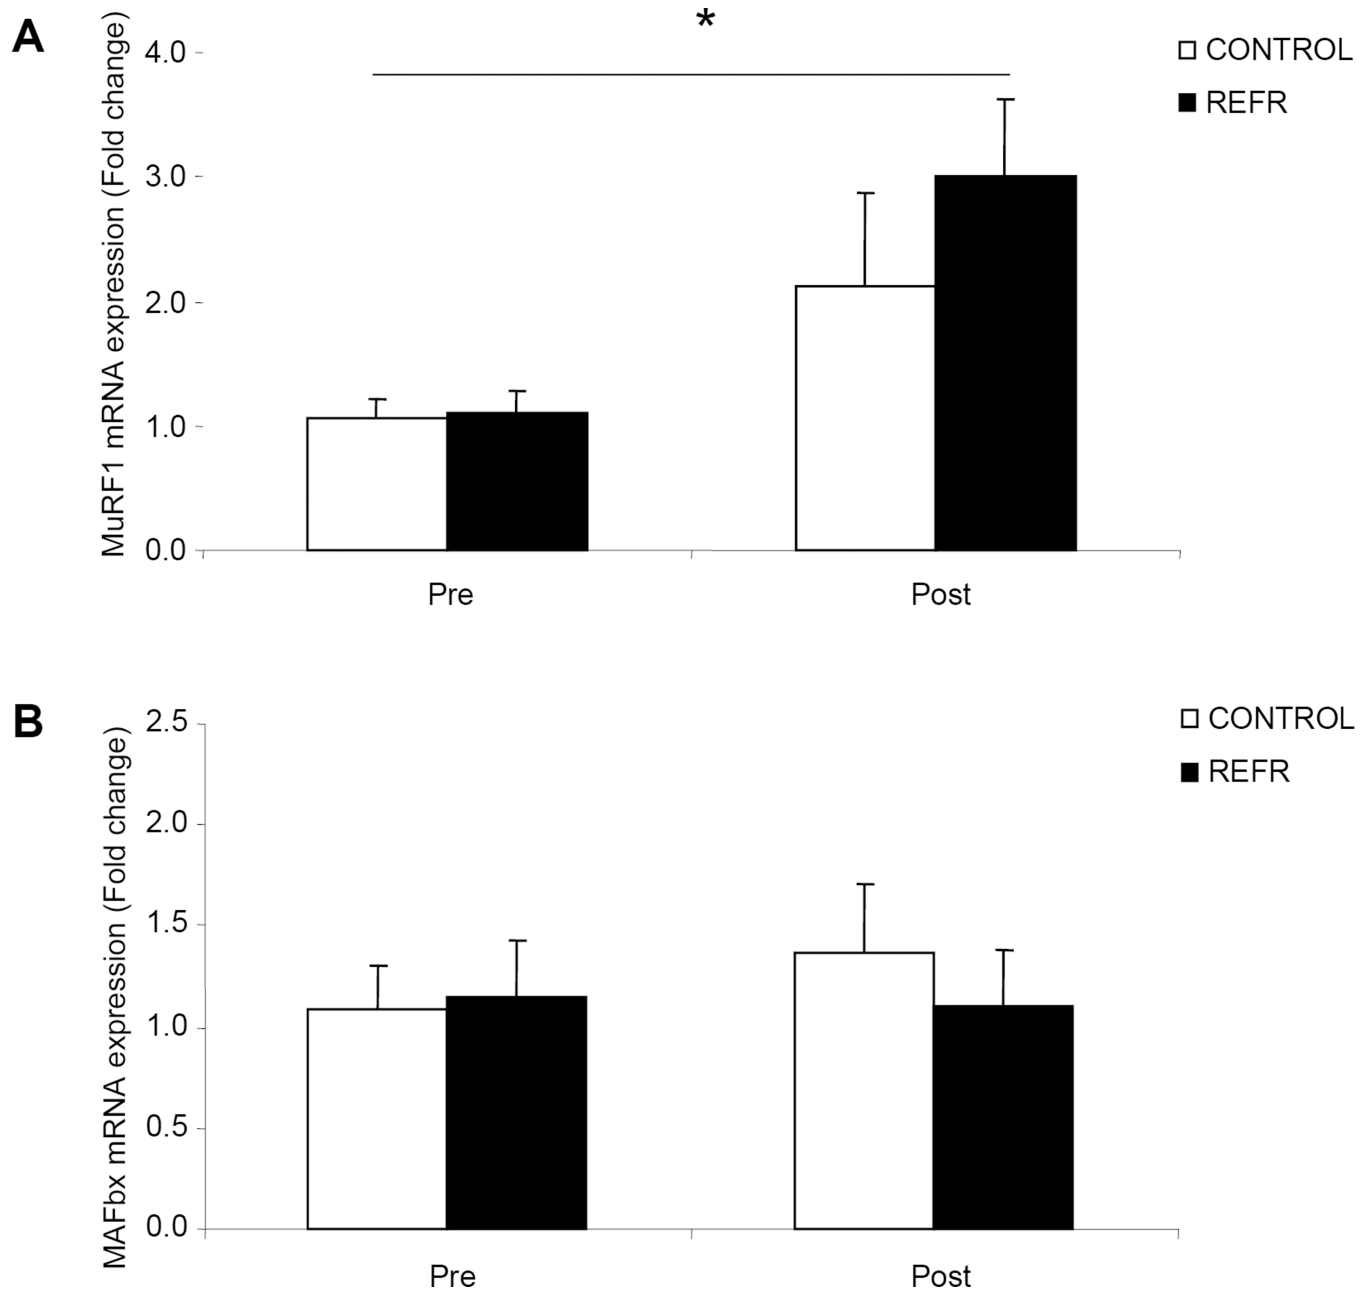 A
*
MuRF1 mRNA expression (Fold change)
4.0
3.0
2.0
1.0
0.0
Pre
Post
CONTROL
REFR
B
MAFbx mRNA expression (Fold change)
2.5
2.0
1.5
1.0
0.5
0.0
Pre
Post
CONTROL
REFR